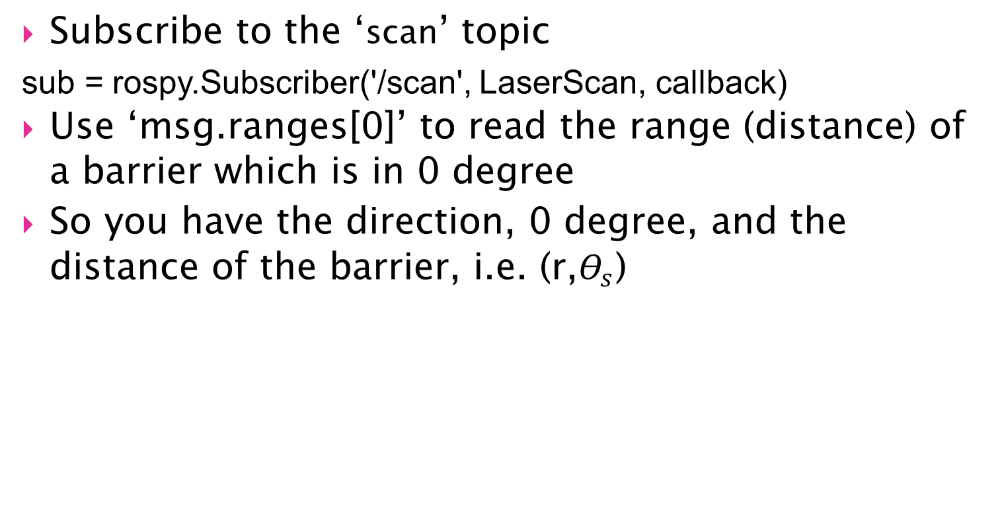 Subscribe to the ‘scan’ topic
sub = rospy.Subscriber('/scan', LaserScan, callback)
Use ‘msg.ranges[0]’ to read the range (distance) of
a barrier which is in 0 degree
So you have the direction, 0 degree, and the
distance of the barrier, i.e. (r,θₛ)